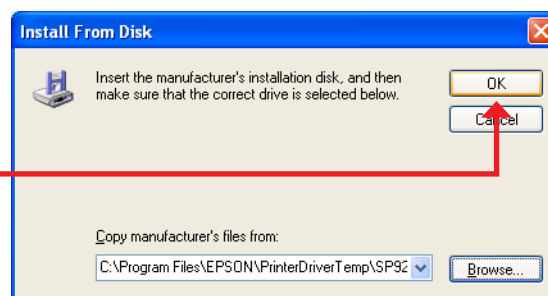 Install From Disk
Insert the manufacturer's installation disk, and then
make sure that the correct drive is selected below.
OK
Cancel
Copy manufacturer's files from:
C:\Program Files\EPSON\PrinterDriverTemp\SP92
Browse...